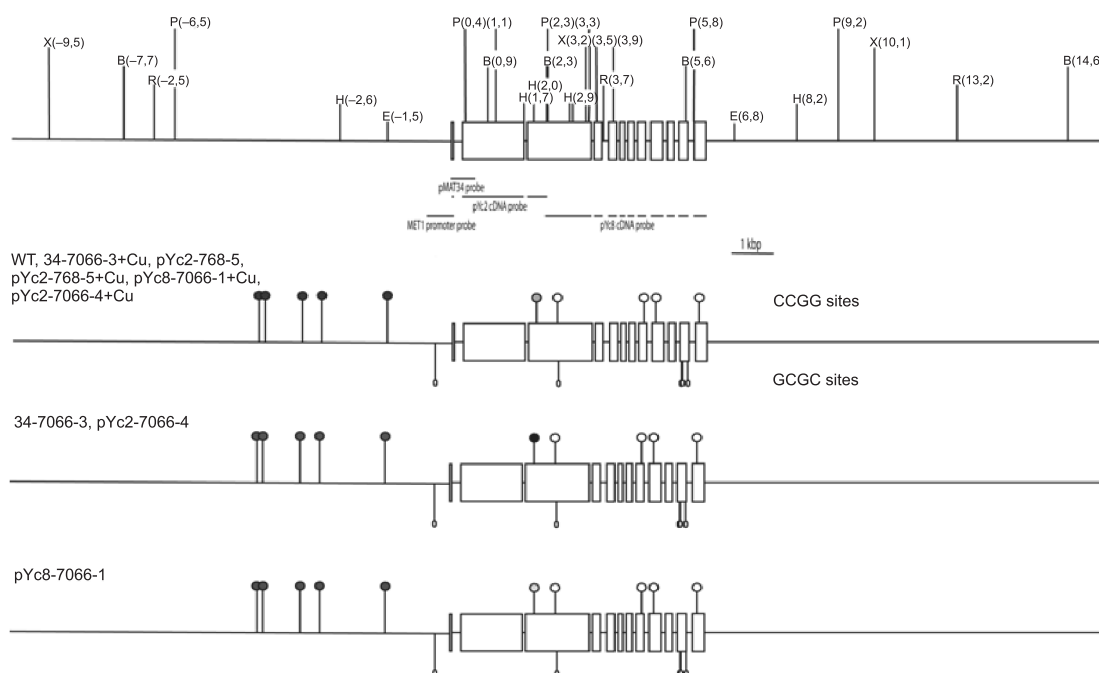 P(–6,5)
P(0,4)(1,1)
P(2,3)(3,3)
P(5,8)
P(9,2)
X(–9,5)
X(3,2)(3,5)(3,9)
X(10,1)
B(–7,7)
B(0,9)
B(2,3)
B(5,6)
B(14,6
R(–2,5)
H(2,0)
R(3,7)
R(13,2)
H(–2,6)
H(1,7)
H(2,9)
H(8,2)
E(–1,5)
E(6,8)
pMAT34 probe
pYc2 cDNA probe
MET1 promoter probe
pYc8 cDNA probe
1 kbp
WT, 34-7066-3+Cu, pYc2-768-5,
pYc2-768-5+Cu, pYc8-7066-1+Cu,
pYc2-7066-4+Cu
CCGG sites
GCGC sites
34-7066-3, pYc2-7066-4
pYc8-7066-1